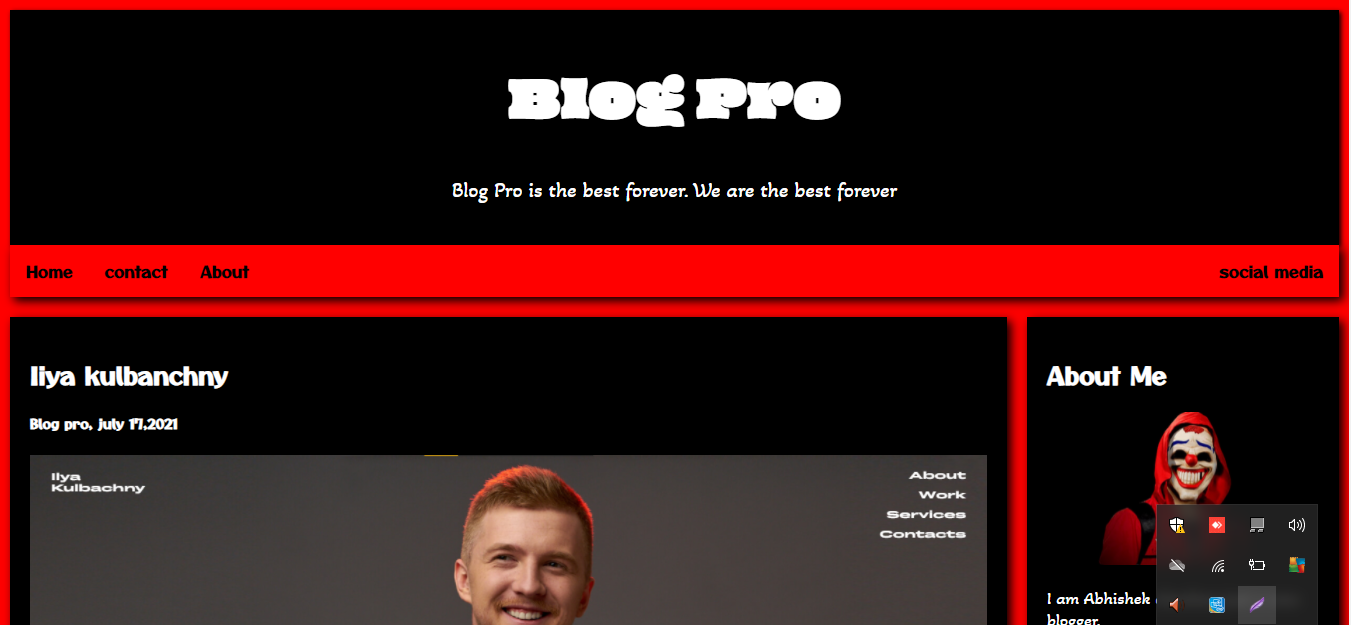 Blog Pro
Blog Pro is the best forever. We are the best forever
Home contact About social media
Ilya kulbanchny
Blog pro, july 17,2021
Ilya
Kulbachny
About
Work
Services
Contacts
About Me
I am Abhishek
blogger.